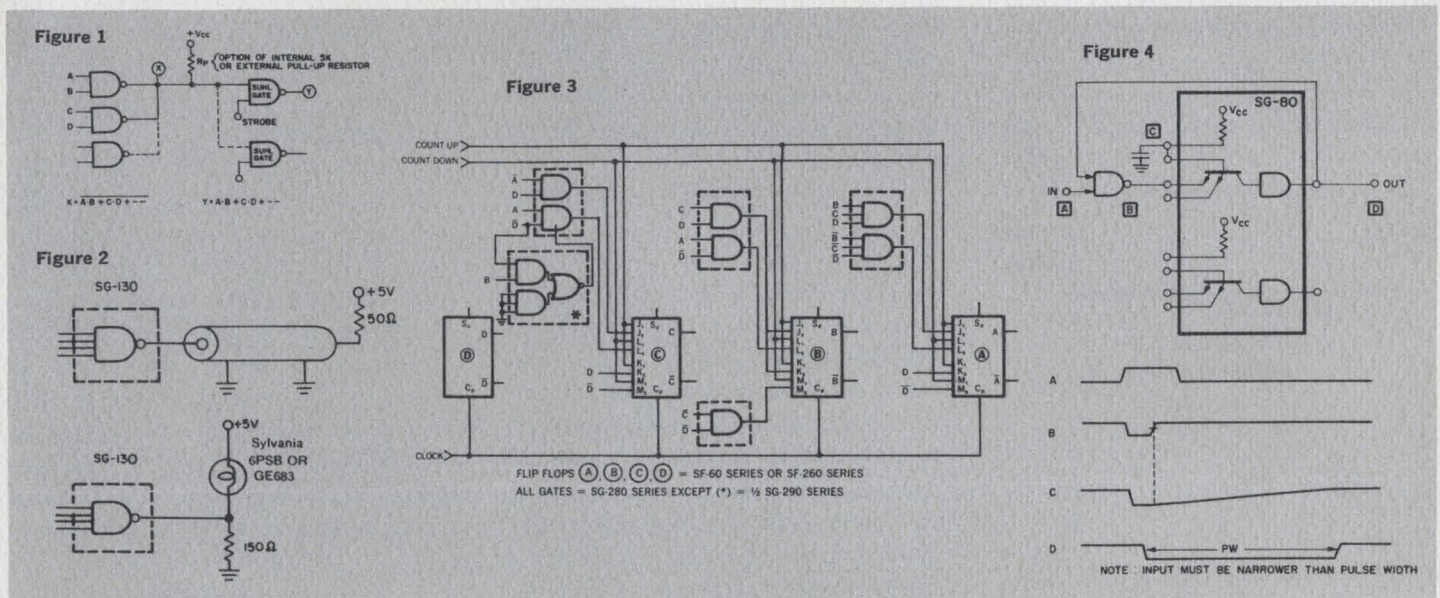 Figure 1
+Vcc
Rp { OPTION OF INTERNAL 5K
OR EXTERNAL PULL-UP RESISTOR
A
B
C
D
X
SUHL
GATE
Y
STROBE
SUHL
GATE
X = A·B + C·D + ---
Y = A·B + C·D + ---
Figure 2
SG-130
+5V
50Ω
+5V
Sylvania
6PSB OR
GE683
SG-130
150Ω
Figure 3
COUNT UP
COUNT DOWN
A̅
D
A
D̅
B
*
C
D
A
D̅
B
C
D
B̅
C̅
D̅
D
D
D̅
C
C
C̅
D
D̅
B
B
B̅
C̅
D̅
A
A
A̅
D
D̅
CLOCK
FLIP FLOPS A, B, C, D = SF-60 SERIES OR SF-260 SERIES
ALL GATES = SG-280 SERIES EXCEPT (*) = ½ SG-290 SERIES
Figure 4
SG-80
Vcc
C
IN
A
B
OUT
D
Vcc
A
B
C
D
PW
NOTE : INPUT MUST BE NARROWER THAN PULSE WIDTH